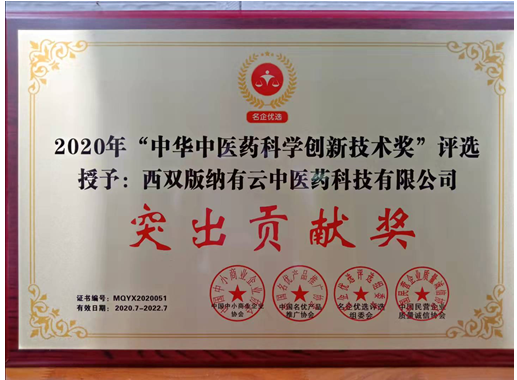 名企优选
2020年“中华中医药科学创新技术奖”评选
授予：西双版纳有云中医药科技有限公司
突出贡献奖
证书编号：MQYX2020051
有效日期：2020.7-2022.7
中国中小商业企业
协会
中国名优产品
推广协会
名企优选评选
组委会
中国民营企业
质量诚信协会